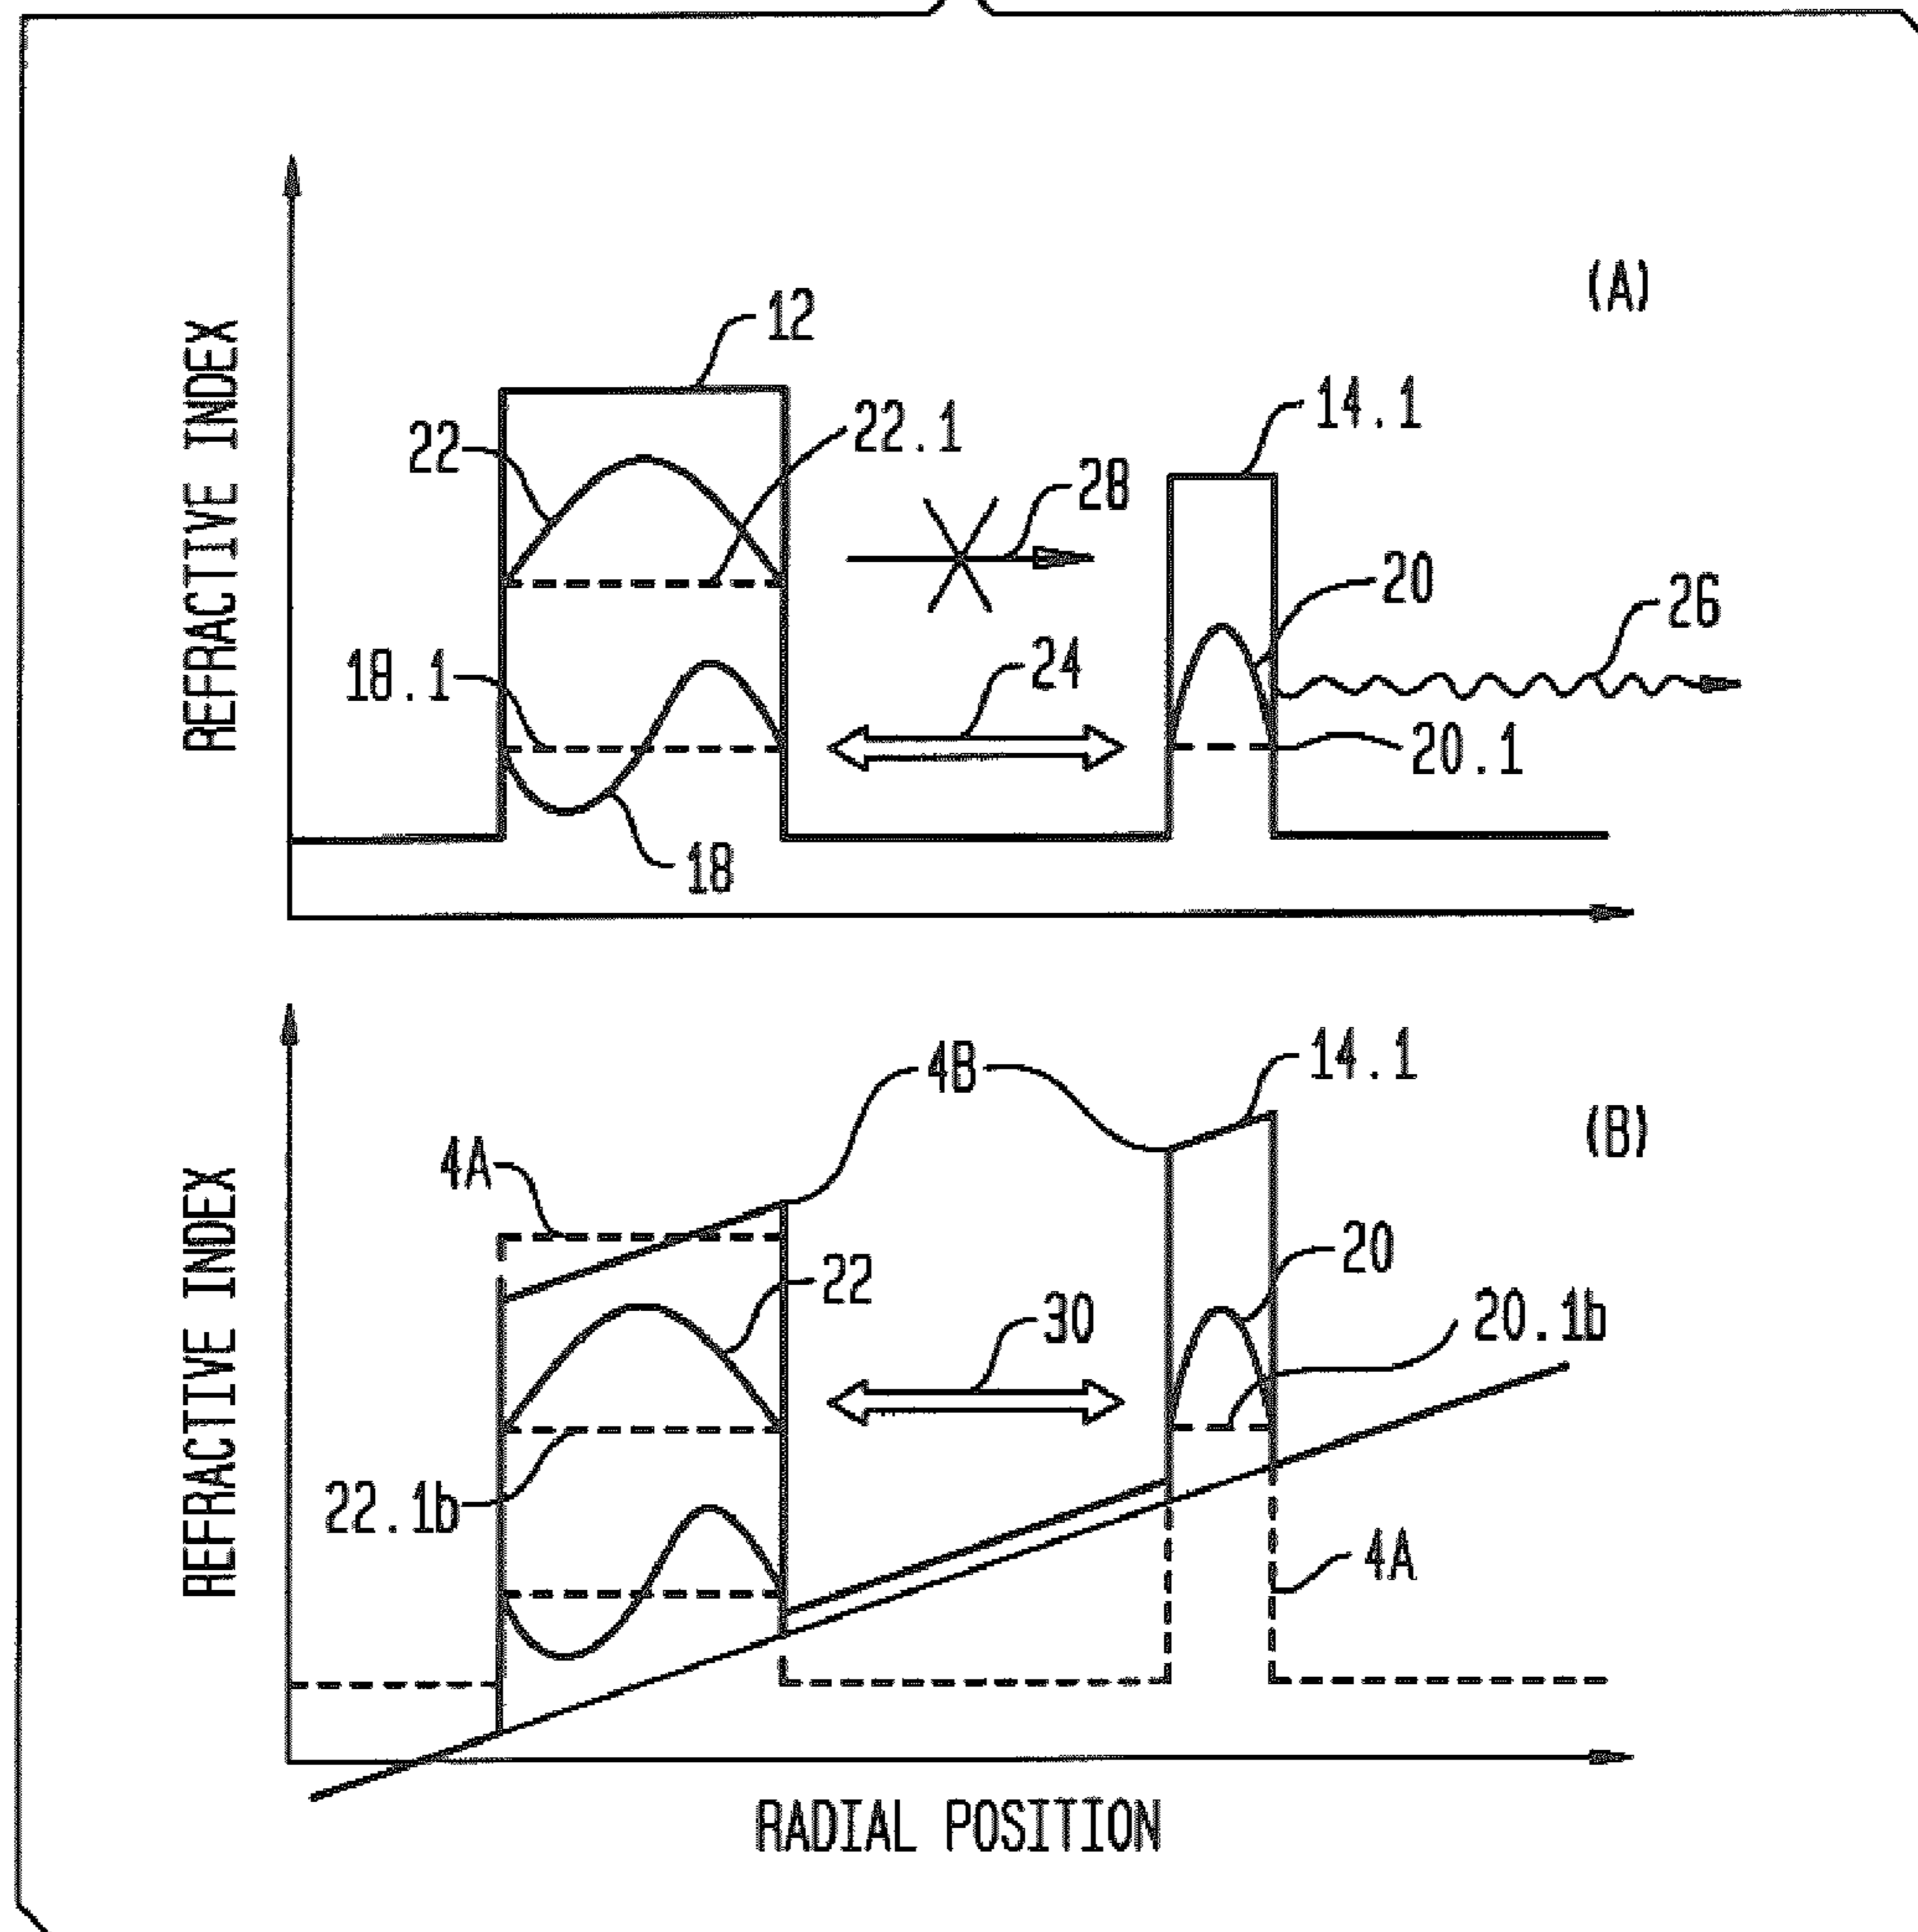 (A)
REFRACTIVE INDEX
12
22
22.1
14.1
28
20
26
18.1
24
20.1
18
(B)
REFRACTIVE INDEX
4B
14.1
4A
22
20
30
20.1b
22.1b
4A
RADIAL POSITION